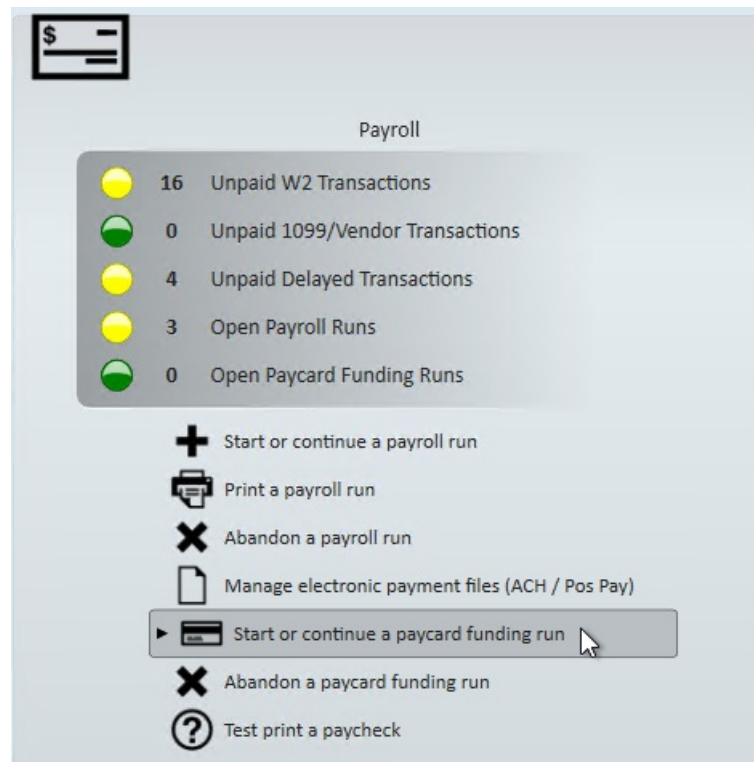 $
Payroll
16 Unpaid W2 Transactions
0 Unpaid 1099/Vendor Transactions
4 Unpaid Delayed Transactions
3 Open Payroll Runs
0 Open Paycard Funding Runs
Start or continue a payroll run
Print a payroll run
Abandon a payroll run
Manage electronic payment files (ACH / Pos Pay)
Start or continue a paycard funding run
Abandon a paycard funding run
? Test print a paycheck